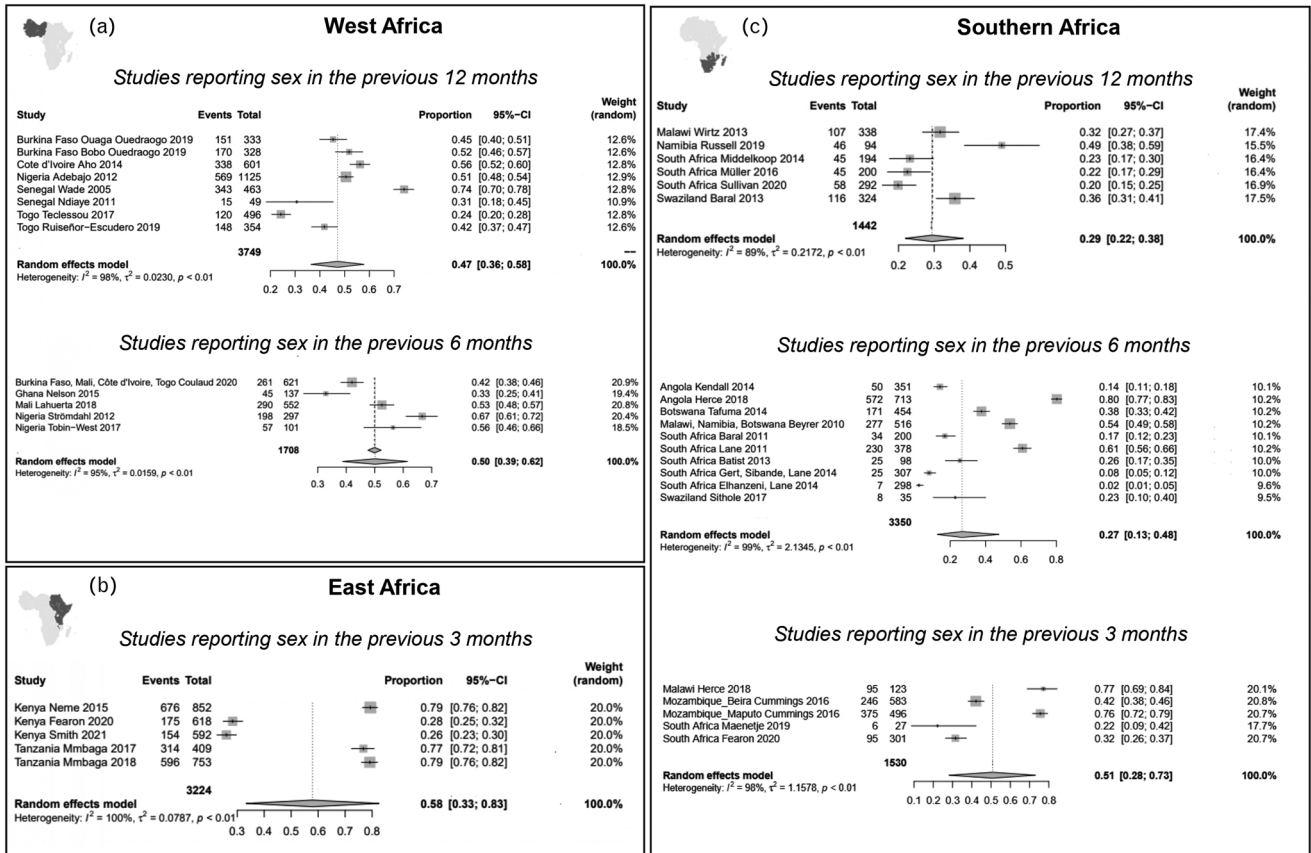 (a) West Africa
Studies reporting sex in the previous 12 months
Study Events Total Proportion 95%−CI Weight (random)
Burkina Faso Ouaga Ouedraogo 2019 151 333 0.45 [0.40; 0.51] 12.6%
Burkina Faso Bobo Ouedraogo 2019 170 328 0.52 [0.46; 0.57] 12.6%
Cote d'Ivoire Aho 2014 338 601 0.56 [0.52; 0.60] 12.8%
Nigeria Adebajo 2012 569 1125 0.51 [0.48; 0.54] 12.9%
Senegal Wade 2005 343 463 0.74 [0.70; 0.78] 12.8%
Senegal Ndiaye 2011 15 49 0.31 [0.18; 0.45] 10.9%
Togo Teclessou 2017 120 496 0.24 [0.20; 0.28] 12.8%
Togo Ruiseñor−Escudero 2019 148 354 0.42 [0.37; 0.47] 12.6%
3749 −−
Random effects model 0.47 [0.36; 0.58] 100.0%
Heterogeneity: I² = 98%, τ² = 0.0230, p < 0.01
0.2 0.3 0.4 0.5 0.6 0.7
Studies reporting sex in the previous 6 months
Burkina Faso, Mali, Côte d'Ivoire, Togo Coulaud 2020 261 621 0.42 [0.38; 0.46] 20.9%
Ghana Nelson 2015 45 137 0.33 [0.25; 0.41] 19.4%
Mali Lahuerta 2018 290 552 0.53 [0.48; 0.57] 20.8%
Nigeria Strömdahl 2012 198 297 0.67 [0.61; 0.72] 20.4%
Nigeria Tobin-West 2017 57 101 0.56 [0.46; 0.66] 18.5%
1708
Random effects model 0.50 [0.39; 0.62] 100.0%
Heterogeneity: I² = 95%, τ² = 0.0159, p < 0.01
0.3 0.4 0.5 0.6 0.7
(b) East Africa
Studies reporting sex in the previous 3 months
Study Events Total Proportion 95%−CI Weight (random)
Kenya Neme 2015 676 852 0.79 [0.76; 0.82] 20.0%
Kenya Fearon 2020 175 618 0.28 [0.25; 0.32] 20.0%
Kenya Smith 2021 154 592 0.26 [0.23; 0.30] 20.0%
Tanzania Mmbaga 2017 314 409 0.77 [0.72; 0.81] 20.0%
Tanzania Mmbaga 2018 596 753 0.79 [0.76; 0.82] 20.0%
3224
Random effects model 0.58 [0.33; 0.83] 100.0%
Heterogeneity: I² = 100%, τ² = 0.0787, p < 0.01
0.3 0.4 0.5 0.6 0.7 0.8
(c) Southern Africa
Studies reporting sex in the previous 12 months
Study Events Total Proportion 95%−CI Weight (random)
Malawi Wirtz 2013 107 338 0.32 [0.27; 0.37] 17.4%
Namibia Russell 2019 46 94 0.49 [0.38; 0.59] 15.5%
South Africa Middelkoop 2014 45 194 0.23 [0.17; 0.30] 16.4%
South Africa Müller 2016 45 200 0.22 [0.17; 0.29] 16.4%
South Africa Sullivan 2020 58 292 0.20 [0.15; 0.25] 16.9%
Swaziland Baral 2013 116 324 0.36 [0.31; 0.41] 17.5%
1442
Random effects model 0.29 [0.22; 0.38] 100.0%
Heterogeneity: I² = 89%, τ² = 0.2172, p < 0.01
0.2 0.3 0.4 0.5
Studies reporting sex in the previous 6 months
Angola Kendall 2014 50 351 0.14 [0.11; 0.18] 10.1%
Angola Herce 2018 572 713 0.80 [0.77; 0.83] 10.2%
Botswana Tafuma 2014 171 454 0.38 [0.33; 0.42] 10.2%
Malawi, Namibia, Botswana Beyrer 2010 277 516 0.54 [0.49; 0.58] 10.2%
South Africa Baral 2011 34 200 0.17 [0.12; 0.23] 10.1%
South Africa Lane 2011 230 378 0.61 [0.56; 0.66] 10.2%
South Africa Batist 2013 25 98 0.26 [0.17; 0.35] 10.0%
South Africa Gert, Sibande, Lane 2014 25 307 0.08 [0.05; 0.12] 10.0%
South Africa Elhanzeni, Lane 2014 7 298 0.02 [0.01; 0.05] 9.6%
Swaziland Sithole 2017 8 35 0.23 [0.10; 0.40] 9.5%
3350
Random effects model 0.27 [0.13; 0.48] 100.0%
Heterogeneity: I² = 99%, τ² = 2.1345, p < 0.01
0.2 0.4 0.6 0.8
Studies reporting sex in the previous 3 months
Malawi Herce 2018 95 123 0.77 [0.69; 0.84] 20.1%
Mozambique_Beira Cummings 2016 246 583 0.42 [0.38; 0.46] 20.8%
Mozambique_Maputo Cummings 2016 375 496 0.76 [0.72; 0.79] 20.7%
South Africa Maenetje 2019 6 27 0.22 [0.09; 0.42] 17.7%
South Africa Fearon 2020 95 301 0.32 [0.26; 0.37] 20.7%
1530
Random effects model 0.51 [0.28; 0.73] 100.0%
Heterogeneity: I² = 98%, τ² = 1.1578, p < 0.01
0.1 0.2 0.3 0.4 0.5 0.6 0.7 0.8